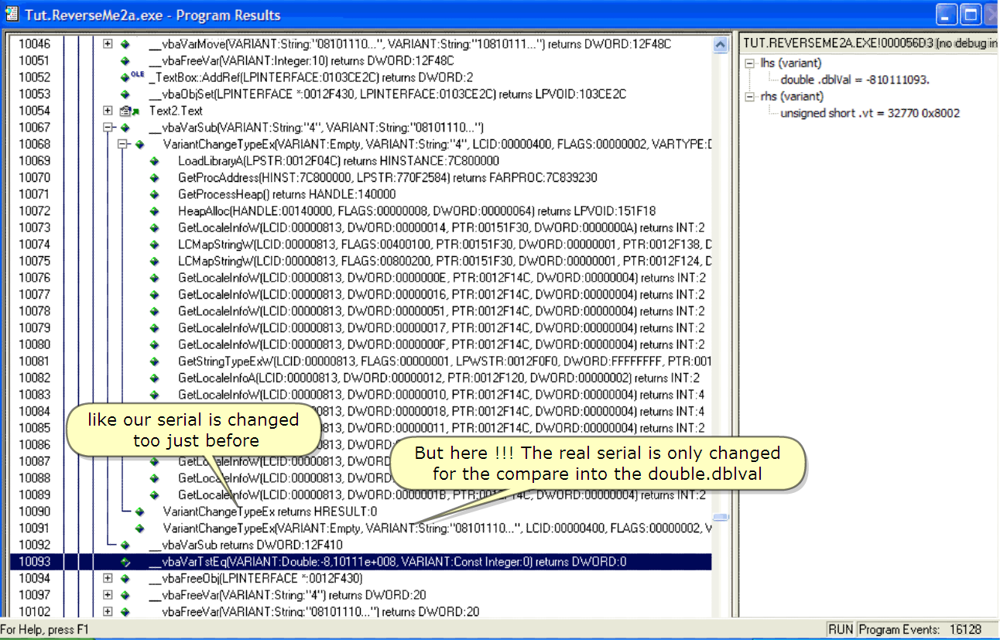 Tut.ReverseMe2a.exe - Program Results
10046 __vbaVarMove(VARIANT:String:"08101110...", VARIANT:String:"10810111...") returns DWORD:12F48C
10051 __vbaFreeVar(VARIANT:Integer:10) returns DWORD:12F48C
10052 OLE _TextBox::AddRef(LPINTERFACE:0103CE2C) returns DWORD:2
10053 __vbaObjSet(LPINTERFACE *:0012F430, LPINTERFACE:0103CE2C) returns LPVOID:103CE2C
10054 Text2.Text
10067 __vbaVarSub(VARIANT:String:"4", VARIANT:String:"08101110...")
10068 VariantChangeTypeEx(VARIANT:Empty, VARIANT:String:"4", LCID:00000400, FLAGS:00000002, VARTYPE:D
10069 LoadLibraryA(LPSTR:0012F04C) returns HINSTANCE:7C800000
10070 GetProcAddress(HINST:7C800000, LPSTR:770F2584) returns FARPROC:7C839230
10071 GetProcessHeap() returns HANDLE:140000
10072 HeapAlloc(HANDLE:00140000, FLAGS:00000008, DWORD:00000064) returns LPVOID:151F18
10073 GetLocaleInfoW(LCID:00000813, DWORD:00000014, PTR:00151F30, DWORD:0000000A) returns INT:2
10074 LCMapStringW(LCID:00000813, FLAGS:00400100, PTR:00151F30, DWORD:00000001, PTR:0012F138, D
10075 LCMapStringW(LCID:00000813, FLAGS:00800200, PTR:00151F30, DWORD:00000001, PTR:0012F124, D
10076 GetLocaleInfoW(LCID:00000813, DWORD:0000000E, PTR:0012F14C, DWORD:00000004) returns INT:2
10077 GetLocaleInfoW(LCID:00000813, DWORD:00000016, PTR:0012F14C, DWORD:00000004) returns INT:2
10078 GetLocaleInfoW(LCID:00000813, DWORD:00000051, PTR:0012F14C, DWORD:00000004) returns INT:2
10079 GetLocaleInfoW(LCID:00000813, DWORD:00000017, PTR:0012F14C, DWORD:00000004) returns INT:2
10080 GetLocaleInfoW(LCID:00000813, DWORD:0000000F, PTR:0012F14C, DWORD:00000004) returns INT:2
10081 GetStringTypeExW(LCID:00000813, FLAGS:00000001, LPWSTR:0012F0F0, DWORD:FFFFFFFF, PTR:001
10082 GetLocaleInfoA(LCID:00000813, DWORD:00000012, PTR:0012F120, DWORD:00000002) returns INT:2
10083 GetLocaleInfoW(LCID:00000813, DWORD:00000010, PTR:0012F14C, DWORD:00000004) returns INT:4
10084 813, DWORD:00000018, PTR:0012F14C, DWORD:00000004) returns INT:4
10085 813, DWORD:00000011, PTR:0012F14C, DWORD:00000004) returns INT:2
10086 813, DWORD:000
10087 GetLocaleInfoW(LCID:00000813, DWORD:000
10088 GetLocaleInfoW(LCID:00000813, DWORD:000
10089 GetLocaleInfoW(LCID:00000813, DWORD:0000001B, PTR:0012F14C, DWORD:00000004) returns INT:2
10090 VariantChangeTypeEx returns HRESULT:0
10091 VariantChangeTypeEx(VARIANT:Empty, VARIANT:String:"08101110...", LCID:00000400, FLAGS:00000002, V
10092 __vbaVarSub returns DWORD:12F410
10093 __vbaVarTstEq(VARIANT:Double:-8,10111e+008, VARIANT:Const Integer:0) returns DWORD:0
10094 __vbaFreeObj(LPINTERFACE *:0012F430)
10097 __vbaFreeVar(VARIANT:String:"4") returns DWORD:20
10102 __vbaFreeVar(VARIANT:String:"08101110...") returns DWORD:20
like our serial is changed
too just before
But here !!! The real serial is only changed
for the compare into the double.dblval
TUT.REVERSEME2A.EXE!000056D3 (no debug in
lhs (variant)
double .dblVal = -810111093.
rhs (variant)
unsigned short .vt = 32770 0x8002
For Help, press F1
RUN
Program Events: 16128